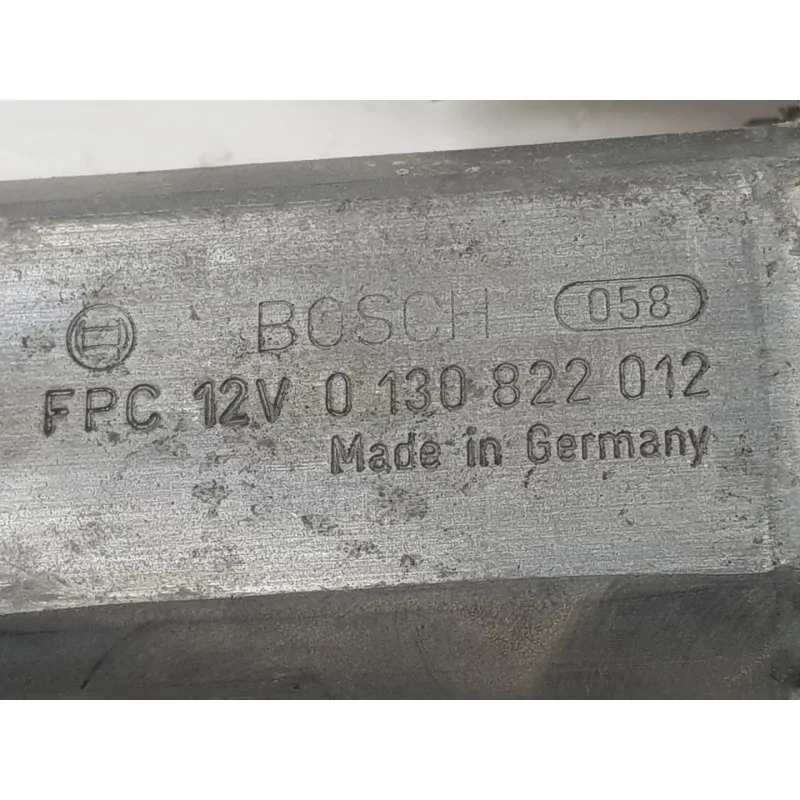 BOSCH 058
FPC 12V 0 130 822 012
Made in Germany